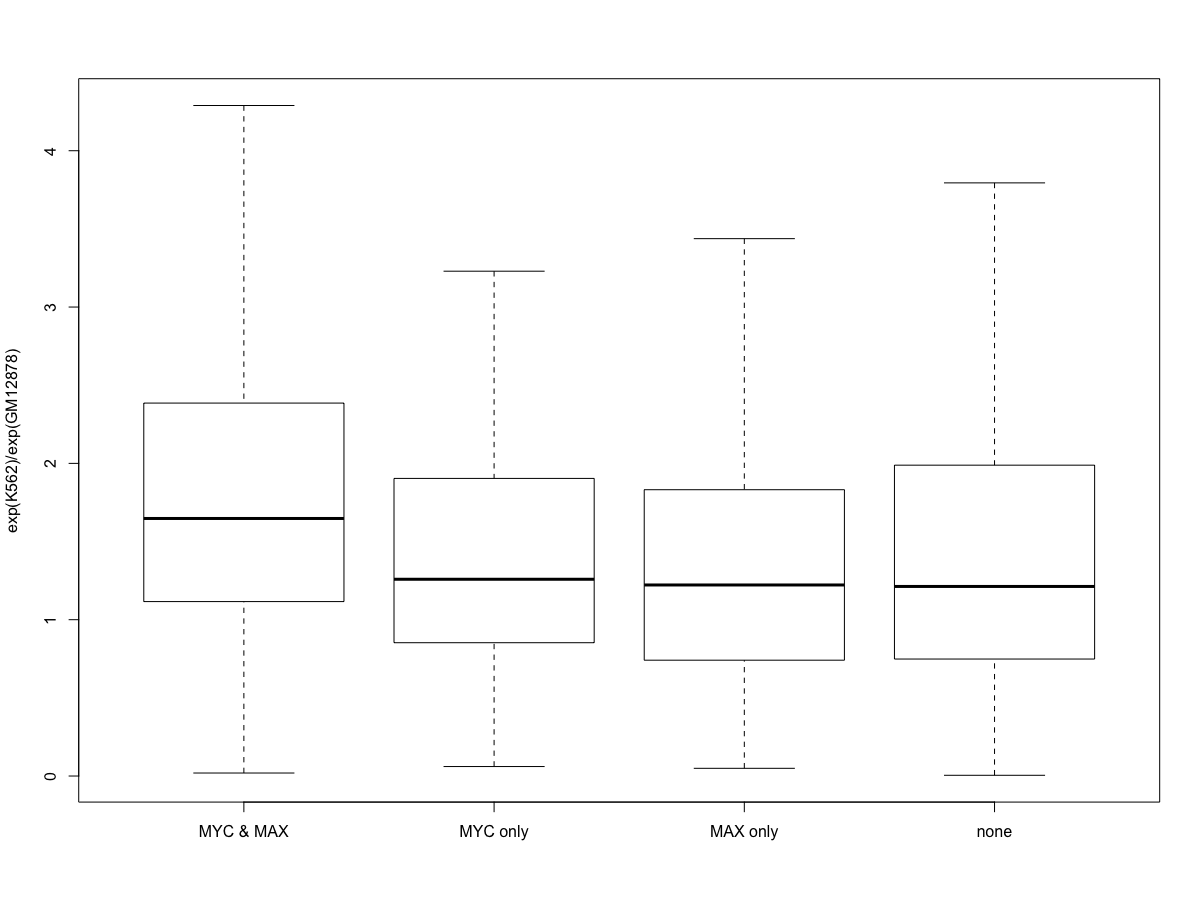 exp(K562)/exp(GM12878)
4
3
2
1
0
MYC & MAX
MYC only
MAX only
none